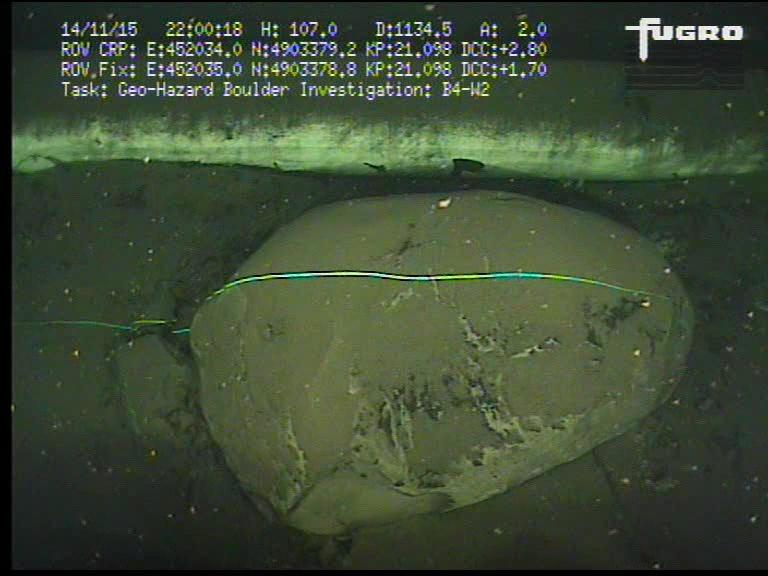 14/11/15 22:00:18 H: 107.0 D:1134.5 A: 2.0
ROV CRP: E:452034.0 N:4903379.2 KP:21.098 DCC:+2.80
ROV Fix: E:452035.0 N:4903378.8 KP:21.098 DCC:+1.70
Task: Geo-Hazard Boulder Investigation: B4-W2
FUGRO